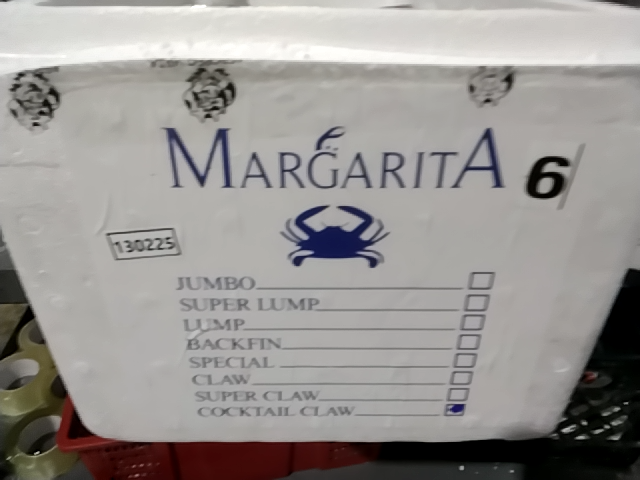 MARGARITA 6
130225
JUMBO
SUPER LUMP
LUMP
BACKFIN
SPECIAL
CLAW
SUPER CLAW
COCKTAIL CLAW